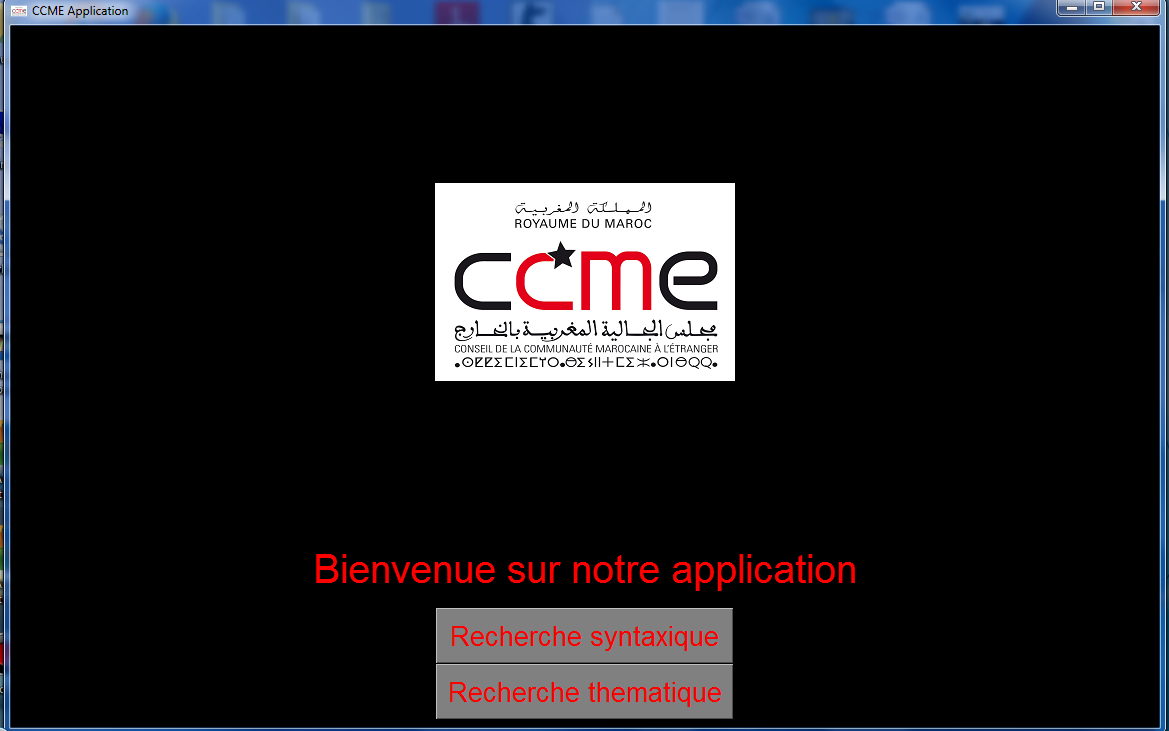 CCME Application
المملكة المغربية
ROYAUME DU MAROC
ccme
مجلس الجالية المغربية بالخارج
CONSEIL DE LA COMMUNAUTÉ MAROCAINE À L'ÉTRANGER
Bienvenue sur notre application
Recherche syntaxique
Recherche thematique